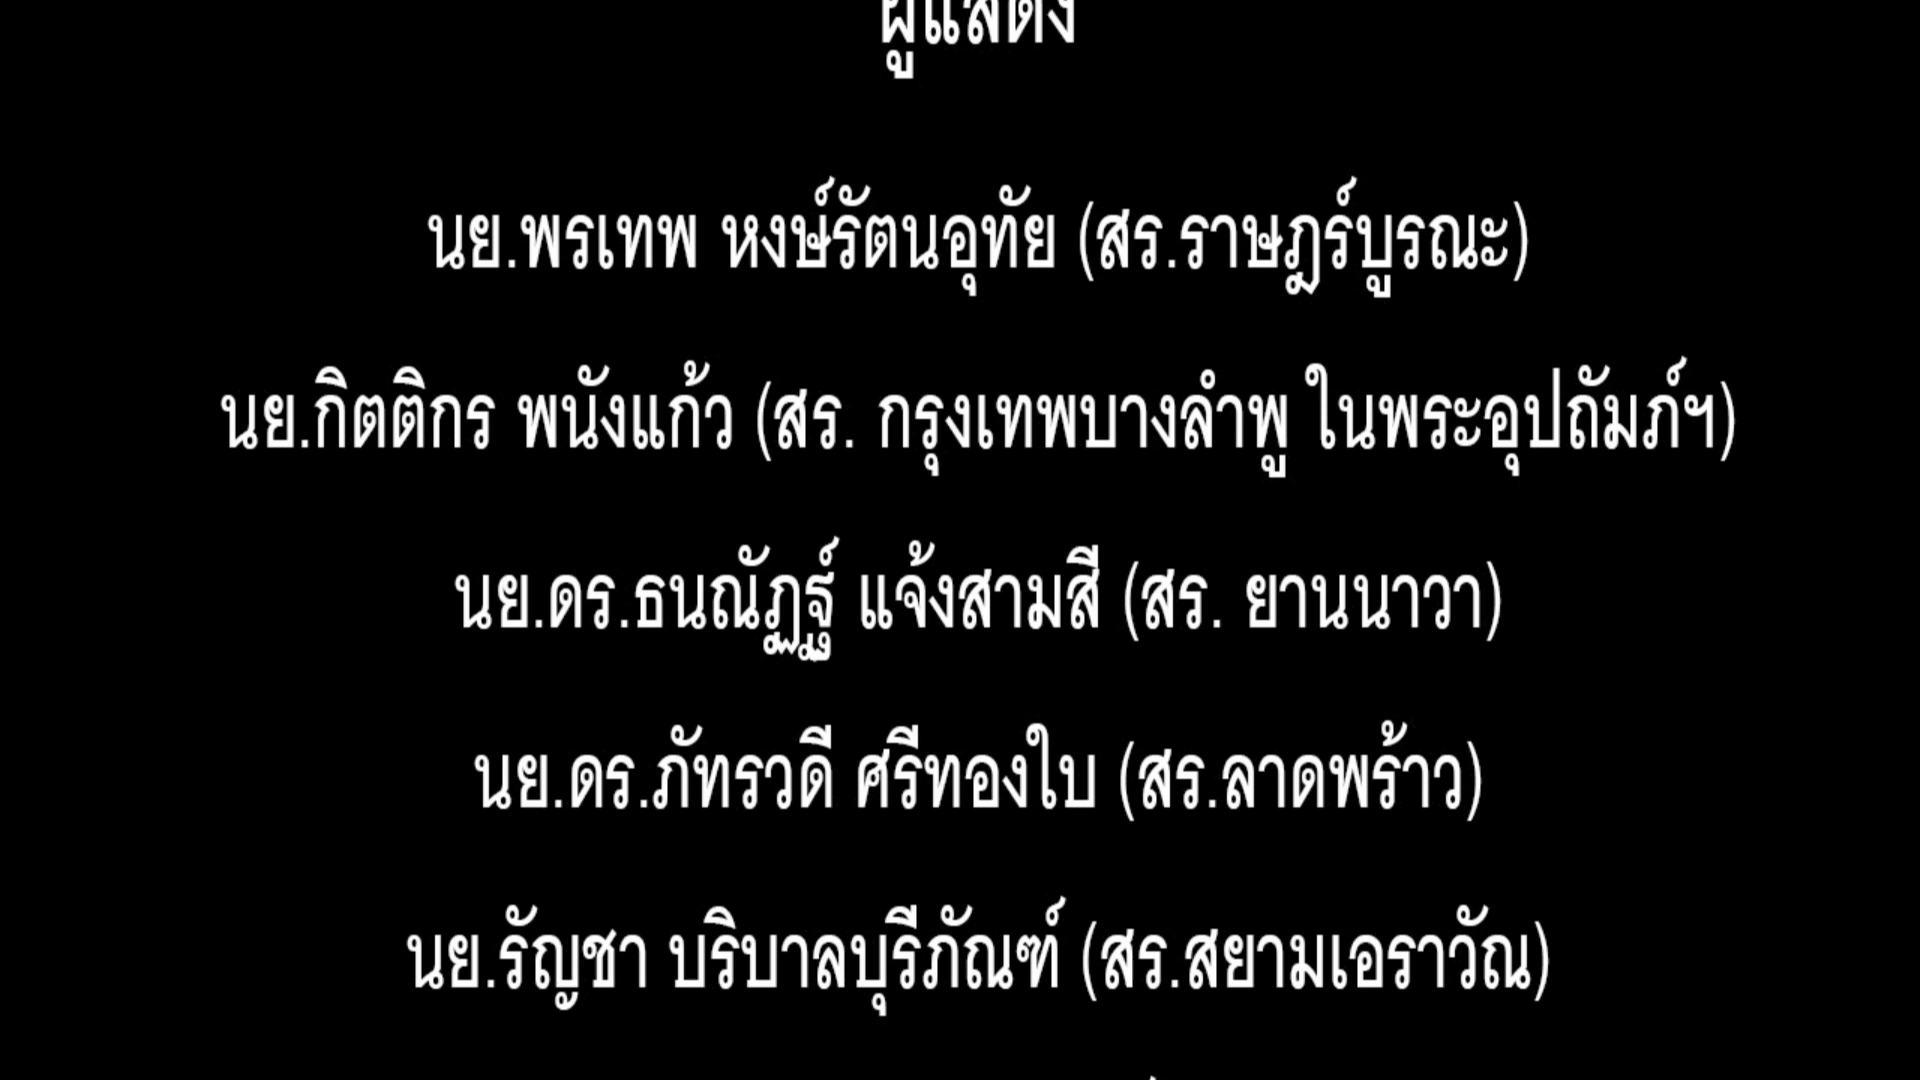 ผู้แสดง
นย.พรเทพ หงษ์รัตนอุทัย (สร.ราษฎร์บูรณะ)
นย.กิตติกร พนังแก้ว (สร. กรุงเทพบางลำพู ในพระอุปถัมภ์ฯ)
นย.ดร.ธนณัฏฐ์ แจ้งสามสี (สร. ยานนาวา)
นย.ดร.ภัทรวดี ศรีทองใบ (สร.ลาดพร้าว)
นย.รัญชา บริบาลบุรีภัณฑ์ (สร.สยามเอราวัณ)